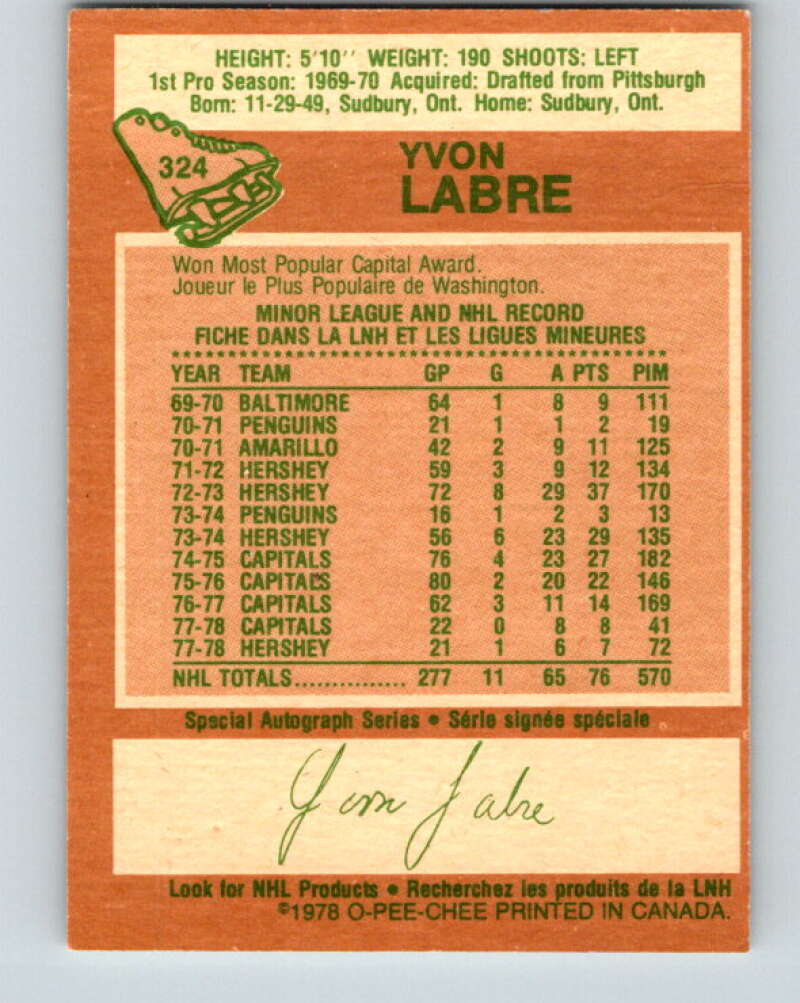 HEIGHT: 5'10'' WEIGHT: 190 SHOOTS: LEFT
1st Pro Season: 1969-70 Acquired: Drafted from Pittsburgh
Born: 11-29-49, Sudbury, Ont. Home: Sudbury, Ont.
324
YVON
LABRE
Won Most Popular Capital Award.
Joueur le Plus Populaire de Washington.
MINOR LEAGUE AND NHL RECORD
FICHE DANS LA LNH ET LES LIGUES MINEURES
YEAR TEAM GP G A PTS PIM
69-70 BALTIMORE 64 1 8 9 111
70-71 PENGUINS 21 1 1 2 19
70-71 AMARILLO 42 2 9 11 125
71-72 HERSHEY 59 3 9 12 134
72-73 HERSHEY 72 8 29 37 170
73-74 PENGUINS 16 1 2 3 13
73-74 HERSHEY 56 6 23 29 135
74-75 CAPITALS 76 4 23 27 182
75-76 CAPITALS 80 2 20 22 146
76-77 CAPITALS 62 3 11 14 169
77-78 CAPITALS 22 0 8 8 41
77-78 HERSHEY 21 1 6 7 72
NHL TOTALS............... 277 11 65 76 570
Special Autograph Series • Série signée spéciale
Yvon Labre
Look for NHL Products • Recherchez les produits de la LNH
©1978 O-PEE-CHEE PRINTED IN CANADA.